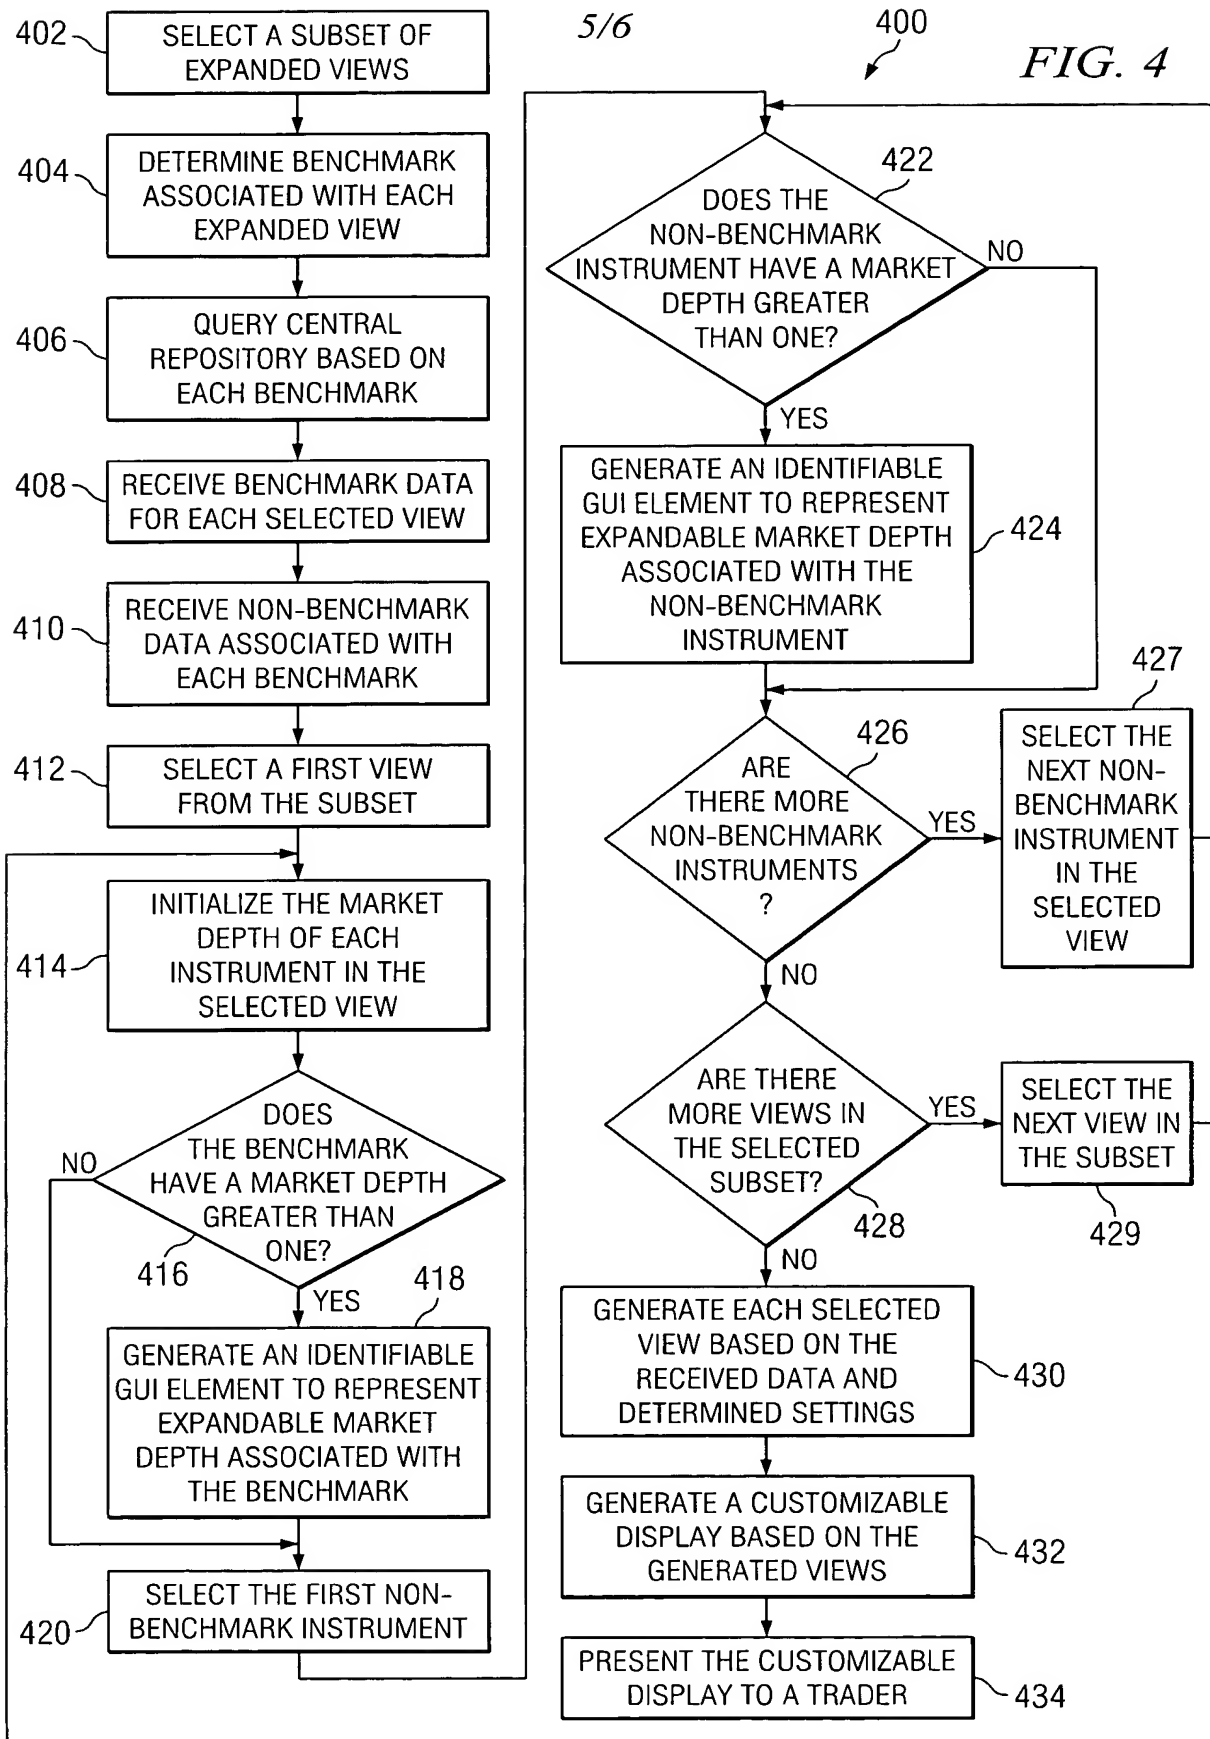 5/6
400
FIG. 4
402
SELECT A SUBSET OF
EXPANDED VIEWS
404
DETERMINE BENCHMARK
ASSOCIATED WITH EACH
EXPANDED VIEW
406
QUERY CENTRAL
REPOSITORY BASED ON
EACH BENCHMARK
408
RECEIVE BENCHMARK DATA
FOR EACH SELECTED VIEW
410
RECEIVE NON-BENCHMARK
DATA ASSOCIATED WITH
EACH BENCHMARK
412
SELECT A FIRST VIEW
FROM THE SUBSET
414
INITIALIZE THE MARKET
DEPTH OF EACH
INSTRUMENT IN THE
SELECTED VIEW
DOES
THE BENCHMARK
HAVE A MARKET DEPTH
GREATER THAN
ONE?
NO
416
YES
418
GENERATE AN IDENTIFIABLE
GUI ELEMENT TO REPRESENT
EXPANDABLE MARKET
DEPTH ASSOCIATED WITH
THE BENCHMARK
420
SELECT THE FIRST NON-
BENCHMARK INSTRUMENT
422
DOES THE
NON-BENCHMARK
INSTRUMENT HAVE A MARKET
DEPTH GREATER
THAN ONE?
NO
YES
GENERATE AN IDENTIFIABLE
GUI ELEMENT TO REPRESENT
EXPANDABLE MARKET DEPTH
ASSOCIATED WITH THE
NON-BENCHMARK
INSTRUMENT
424
426
ARE
THERE MORE
NON-BENCHMARK
INSTRUMENTS
?
YES
NO
427
SELECT THE
NEXT NON-
BENCHMARK
INSTRUMENT
IN THE
SELECTED
VIEW
ARE THERE
MORE VIEWS IN
THE SELECTED
SUBSET?
428
YES
NO
SELECT THE
NEXT VIEW IN
THE SUBSET
429
GENERATE EACH SELECTED
VIEW BASED ON THE
RECEIVED DATA AND
DETERMINED SETTINGS
430
GENERATE A CUSTOMIZABLE
DISPLAY BASED ON THE
GENERATED VIEWS
432
PRESENT THE CUSTOMIZABLE
DISPLAY TO A TRADER
434